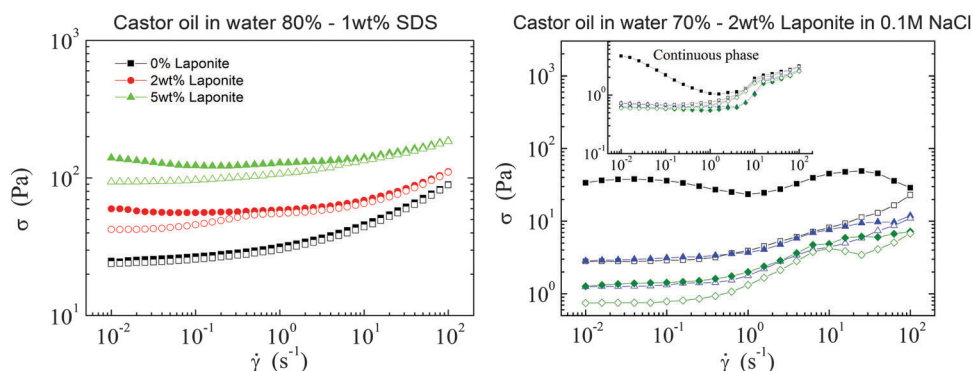 Castor oil in water 80% - 1wt% SDS
10³
10²
10¹
σ (Pa)
0% Laponite
2wt% Laponite
5wt% Laponite
10⁻² 10⁻¹ 10⁰ 10¹ 10²
γ̇ (s⁻¹)
Castor oil in water 70% - 2wt% Laponite in 0.1M NaCl
10³
10²
10¹
10⁰
σ (Pa)
Continuous phase
10⁰
10⁻¹
10⁻² 10⁻¹ 10⁰ 10¹ 10²
10⁻² 10⁻¹ 10⁰ 10¹ 10²
γ̇ (s⁻¹)